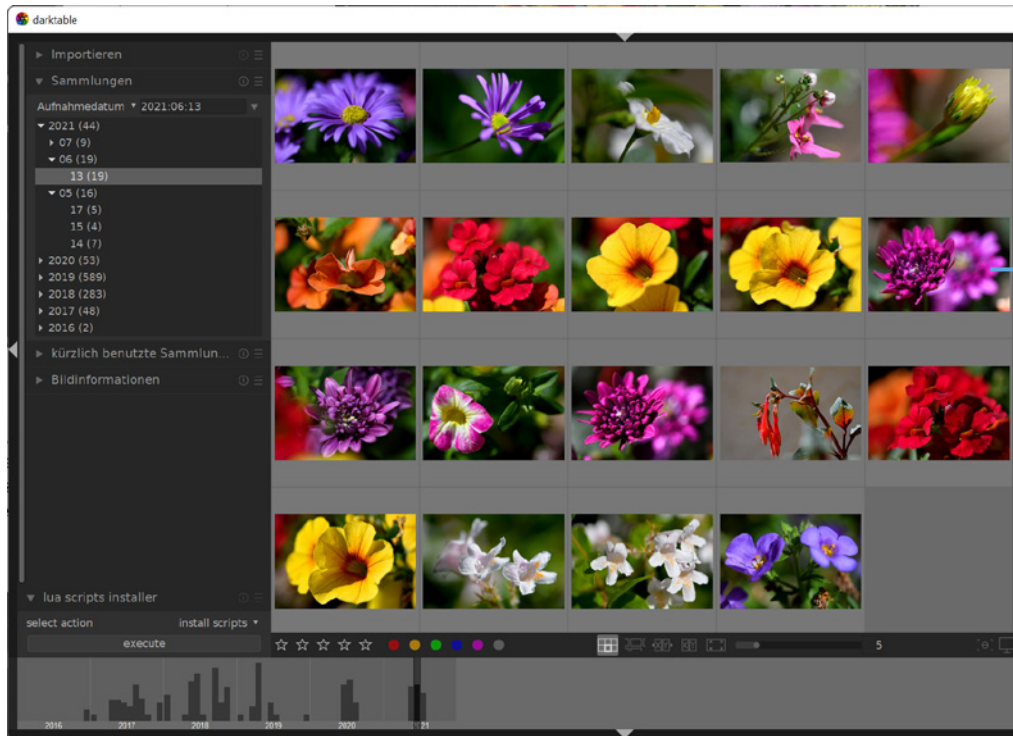 darktable
Importieren
Sammlungen
Aufnahmedatum 2021:06:13
2021 (44)
07 (9)
06 (19)
13 (19)
05 (16)
17 (5)
15 (4)
14 (7)
2020 (53)
2019 (589)
2018 (283)
2017 (48)
2016 (2)
kürzlich benutzte Sammlun...
Bildinformationen
lua scripts installer
select action install scripts
execute
5
2016 2017 2018 2019 2020